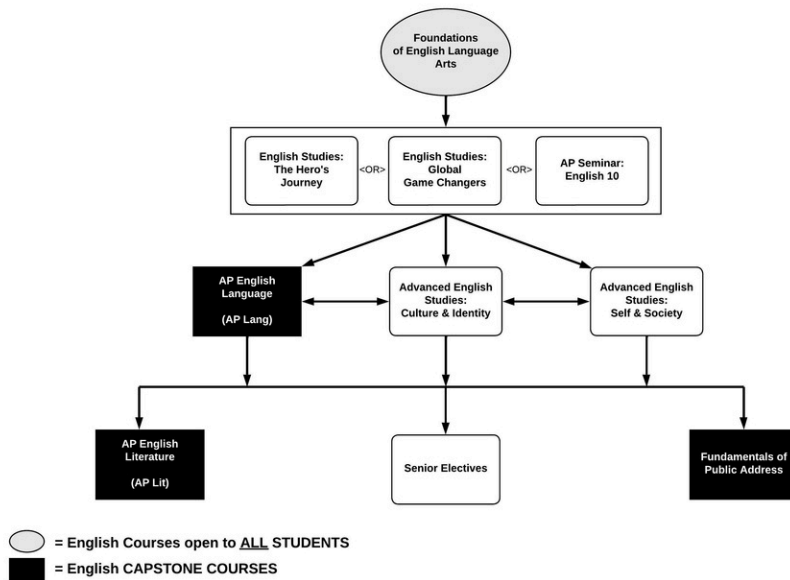 Foundations
of English Language
Arts
English Studies:
The Hero's
Journey
<OR>
English Studies:
Global
Game Changers
<OR>
AP Seminar:
English 10
AP English
Language
(AP Lang)
Advanced English
Studies:
Culture & Identity
Advanced English
Studies:
Self & Society
AP English
Literature
(AP Lit)
Senior Electives
Fundamentals of
Public Address
= English Courses open to ALL STUDENTS
= English CAPSTONE COURSES